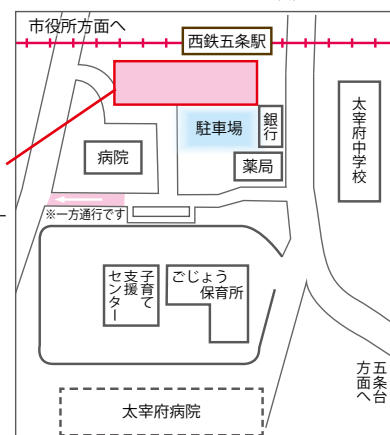 市役所方面へ
西鉄五条駅
駐車場
銀行
薬局
病院
太宰府中学校
※一方通行です
子育て
支援
センター
ごじょう
保育所
五条台
方面へ
太宰府病院